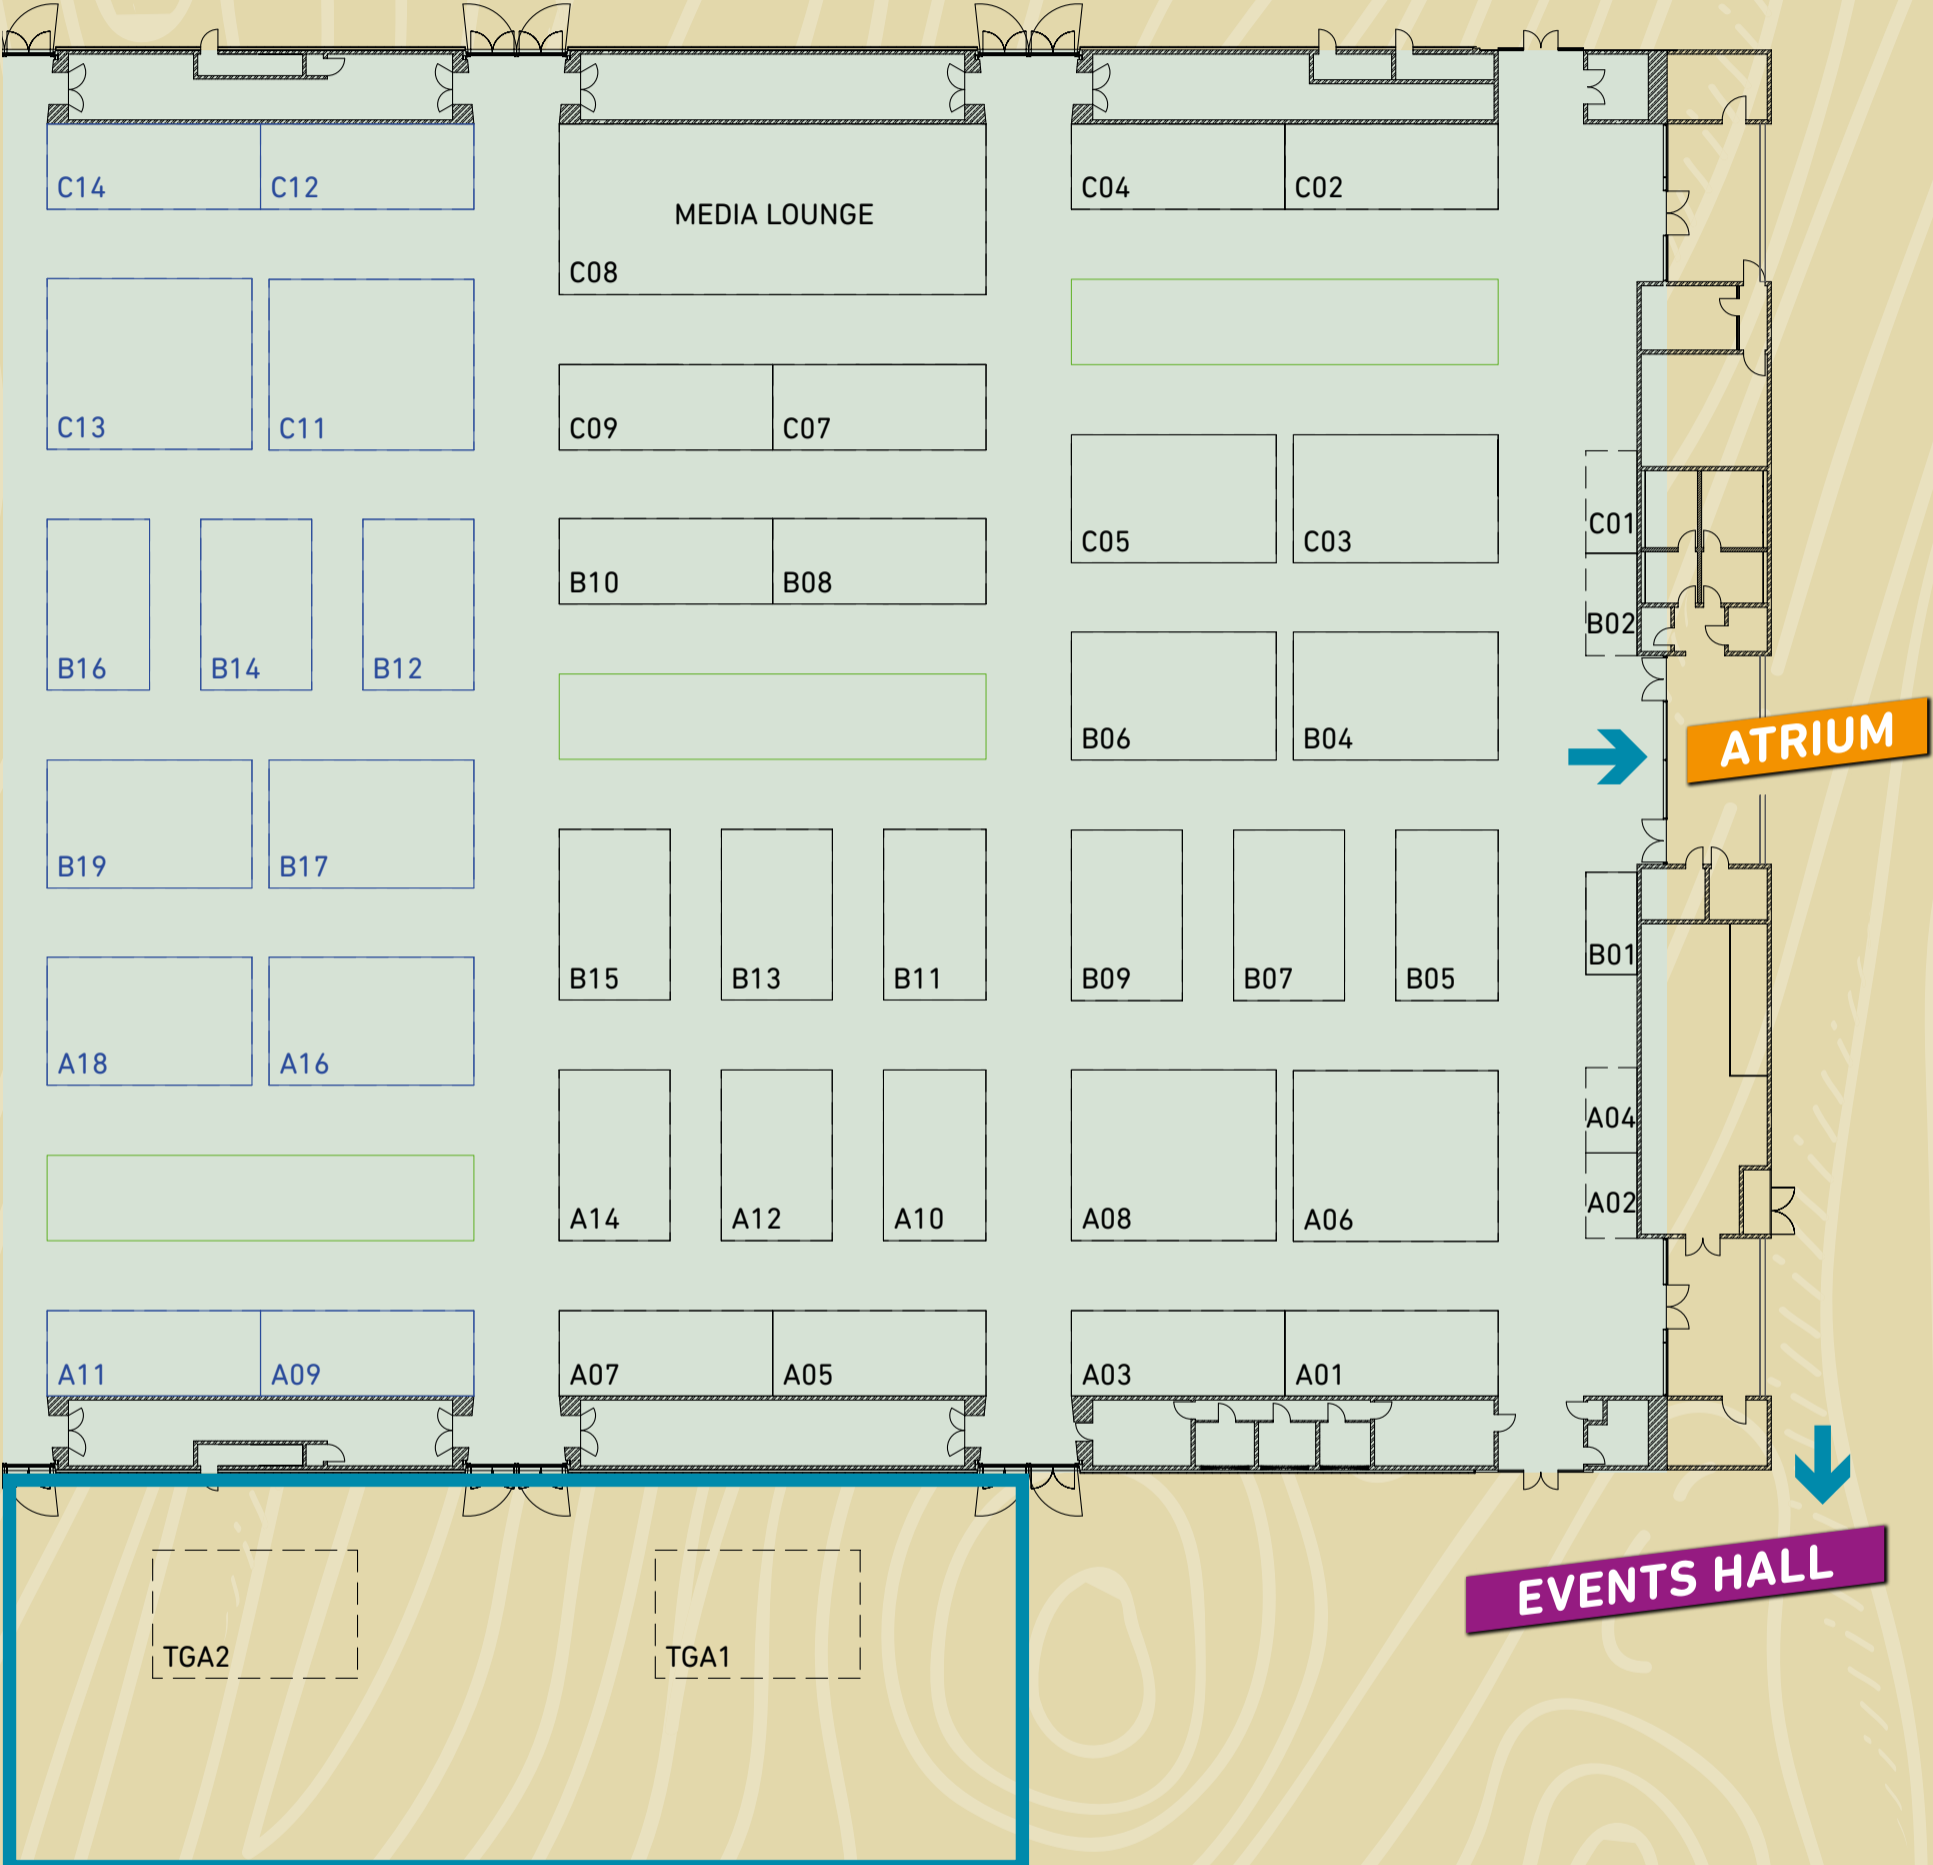 C14
C12
MEDIA LOUNGE
C08
C04
C02
C13
C11
C09
C07
C05
C03
C01
B16
B14
B12
B10
B08
B06
B04
B02
ATRIUM
B19
B17
B15
B13
B11
B09
B07
B05
B01
A18
A16
A14
A12
A10
A08
A06
A04
A02
A11
A09
A07
A05
A03
A01
EVENTS HALL
TGA2
TGA1